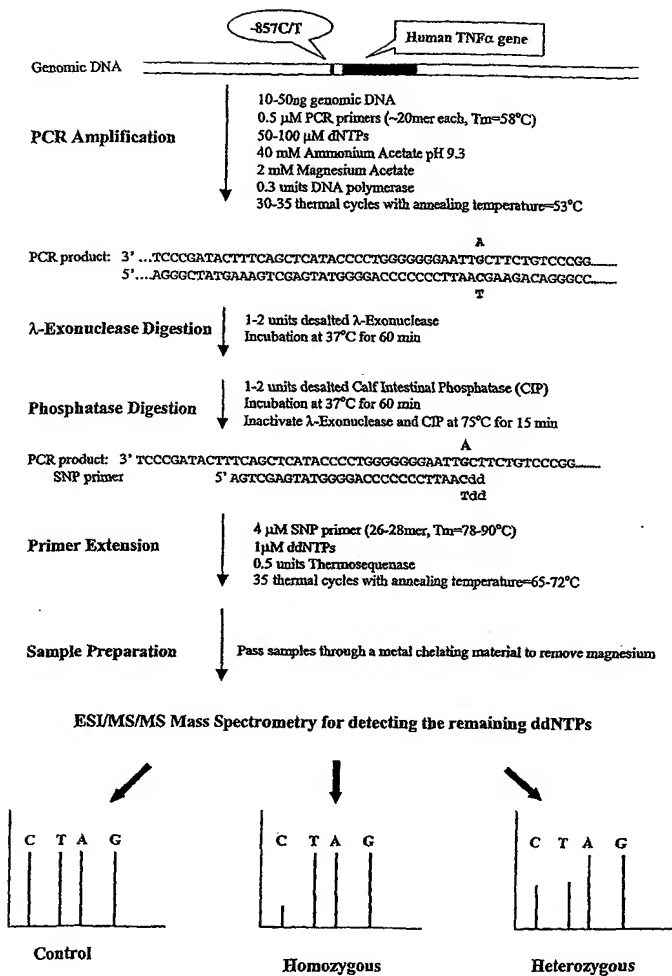 -857C/T
Human TNFα gene
Genomic DNA
PCR Amplification
10-50ng genomic DNA
0.5 μM PCR primers (~20mer each, Tm=58°C)
50-100 μM dNTPs
40 mM Ammonium Acetate pH 9.3
2 mM Magnesium Acetate
0.3 units DNA polymerase
30-35 thermal cycles with annealing temperature=53°C
A
PCR product: 3' ...TCCCGATACTTTCAGCTCATACCCCTGGGGGGGAATTGCTTCTGTCCCGG........
5'....AGGGCTATGAAAGTCGAGTATGGGGACCCCCCCTTAACGAAGACAGGGCC......
T
λ-Exonuclease Digestion
1-2 units desalted λ-Exonuclease
Incubation at 37°C for 60 min
Phosphatase Digestion
1-2 units desalted Calf Intestinal Phosphatase (CIP)
Incubation at 37°C for 60 min
Inactivate λ-Exonuclease and CIP at 75°C for 15 min
A
PCR product: 3' TCCCGATACTTTCAGCTCATACCCCTGGGGGGGAATTGCTTCTGTCCCGG........
SNP primer 5' AGTCGAGTATGGGGACCCCCCCTTAACdd
Tdd
Primer Extension
4 μM SNP primer (26-28mer, Tm=78-90°C)
1μM ddNTPs
0.5 units Thermosequenase
35 thermal cycles with annealing temperature=65-72°C
Sample Preparation
Pass samples through a metal chelating material to remove magnesium
ESI/MS/MS Mass Spectrometry for detecting the remaining ddNTPs
C T A G
C T A G
C T A G
Control
Homozygous
Heterozygous